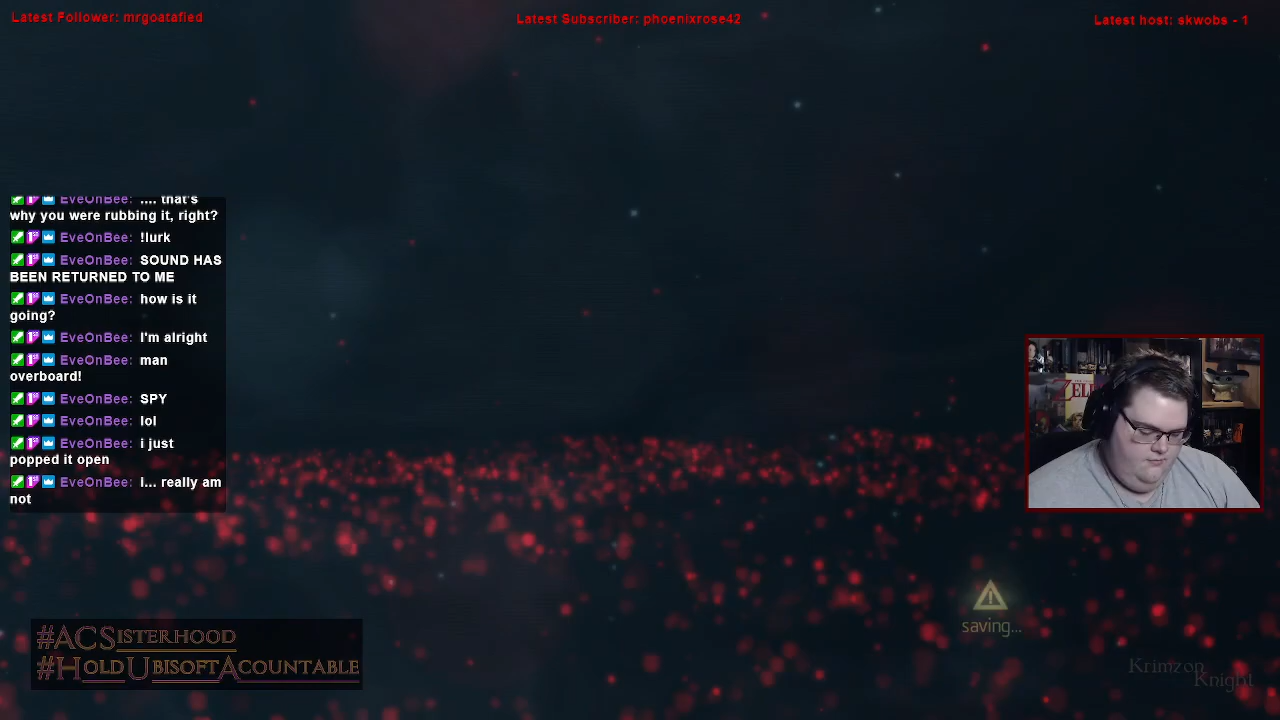 Latest Follower: mrgoatafied
Latest Subscriber: phoenixrose42
Latest host: skwobs - 1
EveOnBee: .... that's
why you were rubbing it, right?
EveOnBee: !lurk
EveOnBee: SOUND HAS
BEEN RETURNED TO ME
EveOnBee: how is it
going?
EveOnBee: I'm alright
EveOnBee: man
overboard!
EveOnBee: SPY
EveOnBee: lol
EveOnBee: i just
popped it open
EveOnBee: i... really am
not
ZEL
#ACSisterhood
#HoldUbisoftAcountable
saving...
Krimzon
Knight